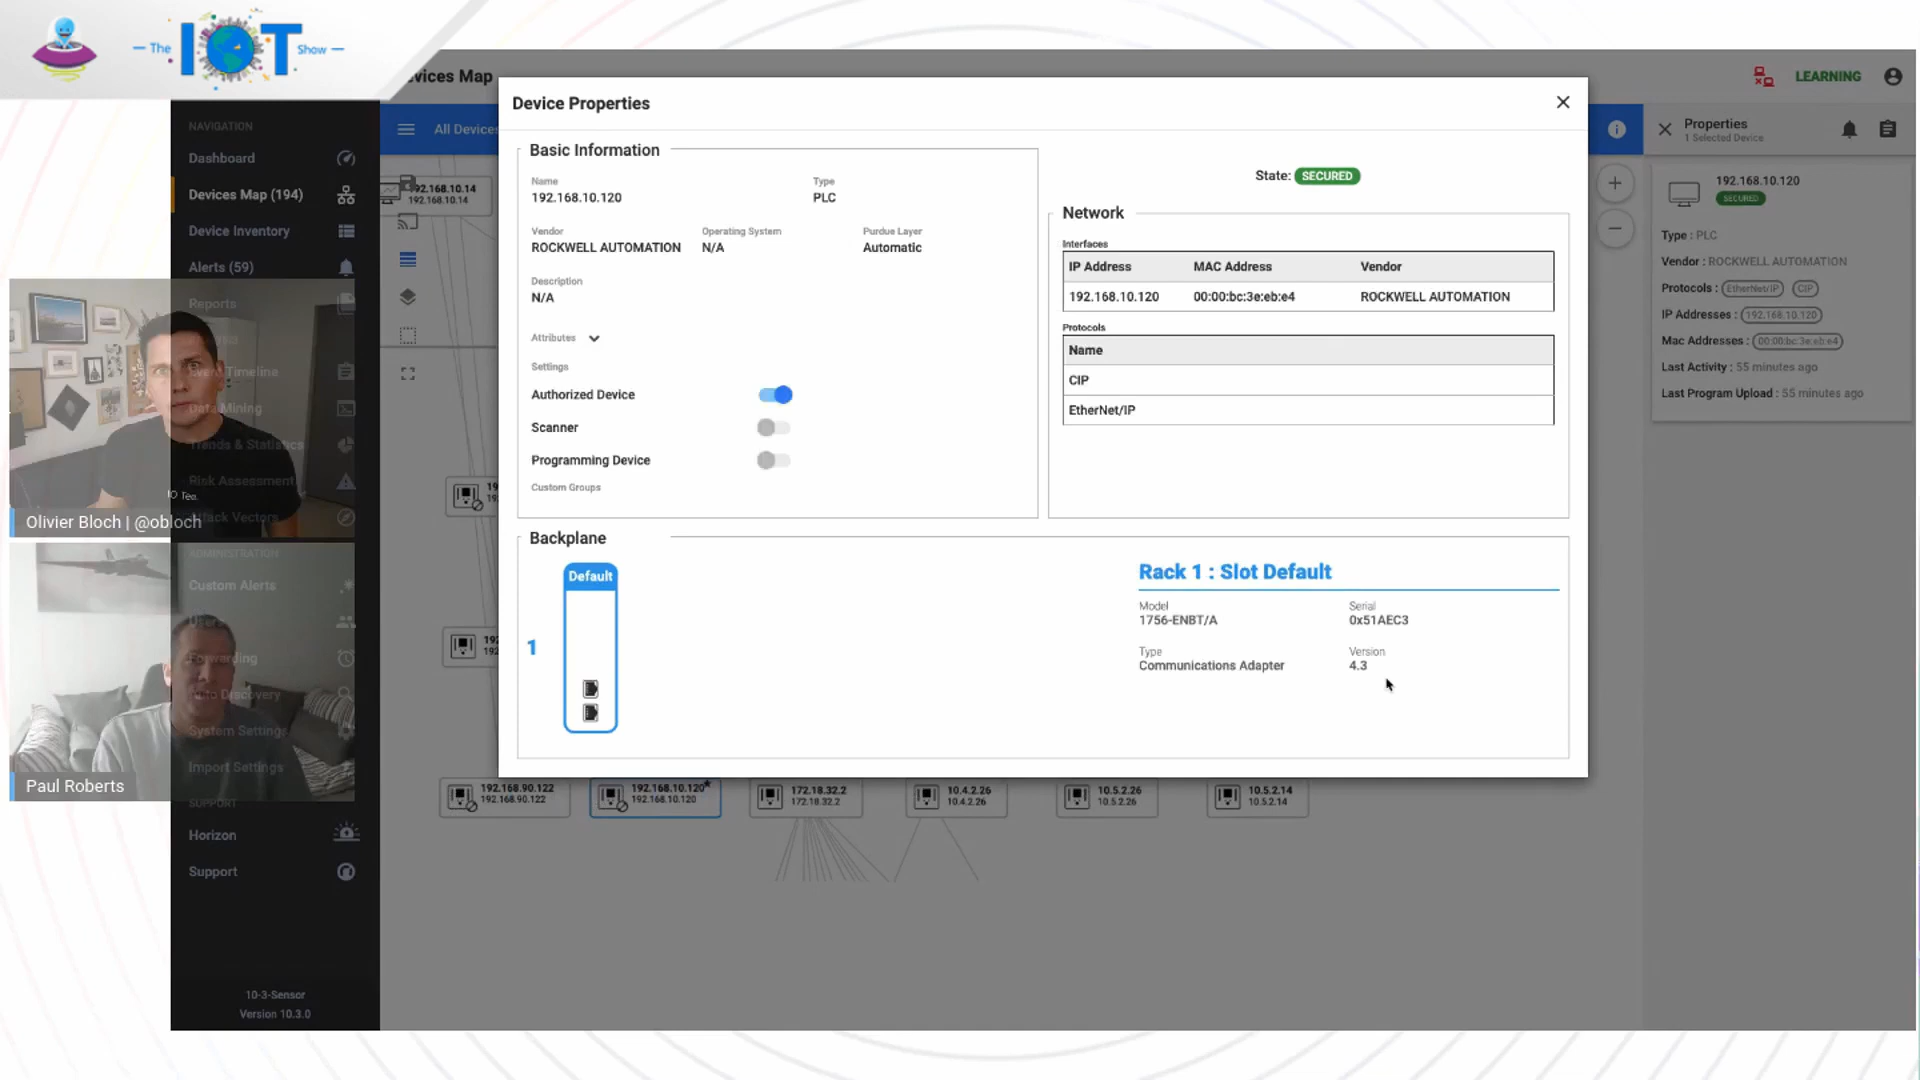 The IOT Show
vices Map
LEARNING
Device Properties
NAVIGATION
Dashboard
Devices Map (194)
Device Inventory
Alerts (59)
Reports
Event Timeline
Data Mining
Trends & Statistics
Risk Assessment
Attack Vectors
Olivier Bloch | @obloch
ADMINISTRATION
Custom Alerts
Users
Forwarding
Auto Discovery
System Settings
Import Settings
Paul Roberts
SUPPORT
Horizon
Support
10-3-Sensor
Version 10.3.0
All Devices
192.168.10.14
192.168.10.14
Basic Information
Name
192.168.10.120
Type
PLC
Vendor
ROCKWELL AUTOMATION
Operating System
N/A
Purdue Layer
Automatic
Description
N/A
Attributes
Settings
Authorized Device
Scanner
Programming Device
Custom Groups
State: SECURED
Network
Interfaces
IP Address MAC Address Vendor
192.168.10.120 00:00:bc:3e:eb:e4 ROCKWELL AUTOMATION
Protocols
Name
CIP
EtherNet/IP
Backplane
Default
1
Rack 1 : Slot Default
Model
1756-ENBT/A
Serial
0x51AEC3
Type
Communications Adapter
Version
4.3
192.168.90.122
192.168.90.122
192.168.10.120
192.168.10.120
172.18.32.2
172.18.32.2
10.4.2.26
10.4.2.26
10.5.2.26
10.5.2.26
10.5.2.14
10.5.2.14
Properties
1 Selected Device
192.168.10.120
SECURED
Type : PLC
Vendor : ROCKWELL AUTOMATION
Protocols : EtherNet/IP CIP
IP Addresses : 192.168.10.120
Mac Addresses : 00:00:bc:3e:eb:e4
Last Activity : 55 minutes ago
Last Program Upload : 55 minutes ago